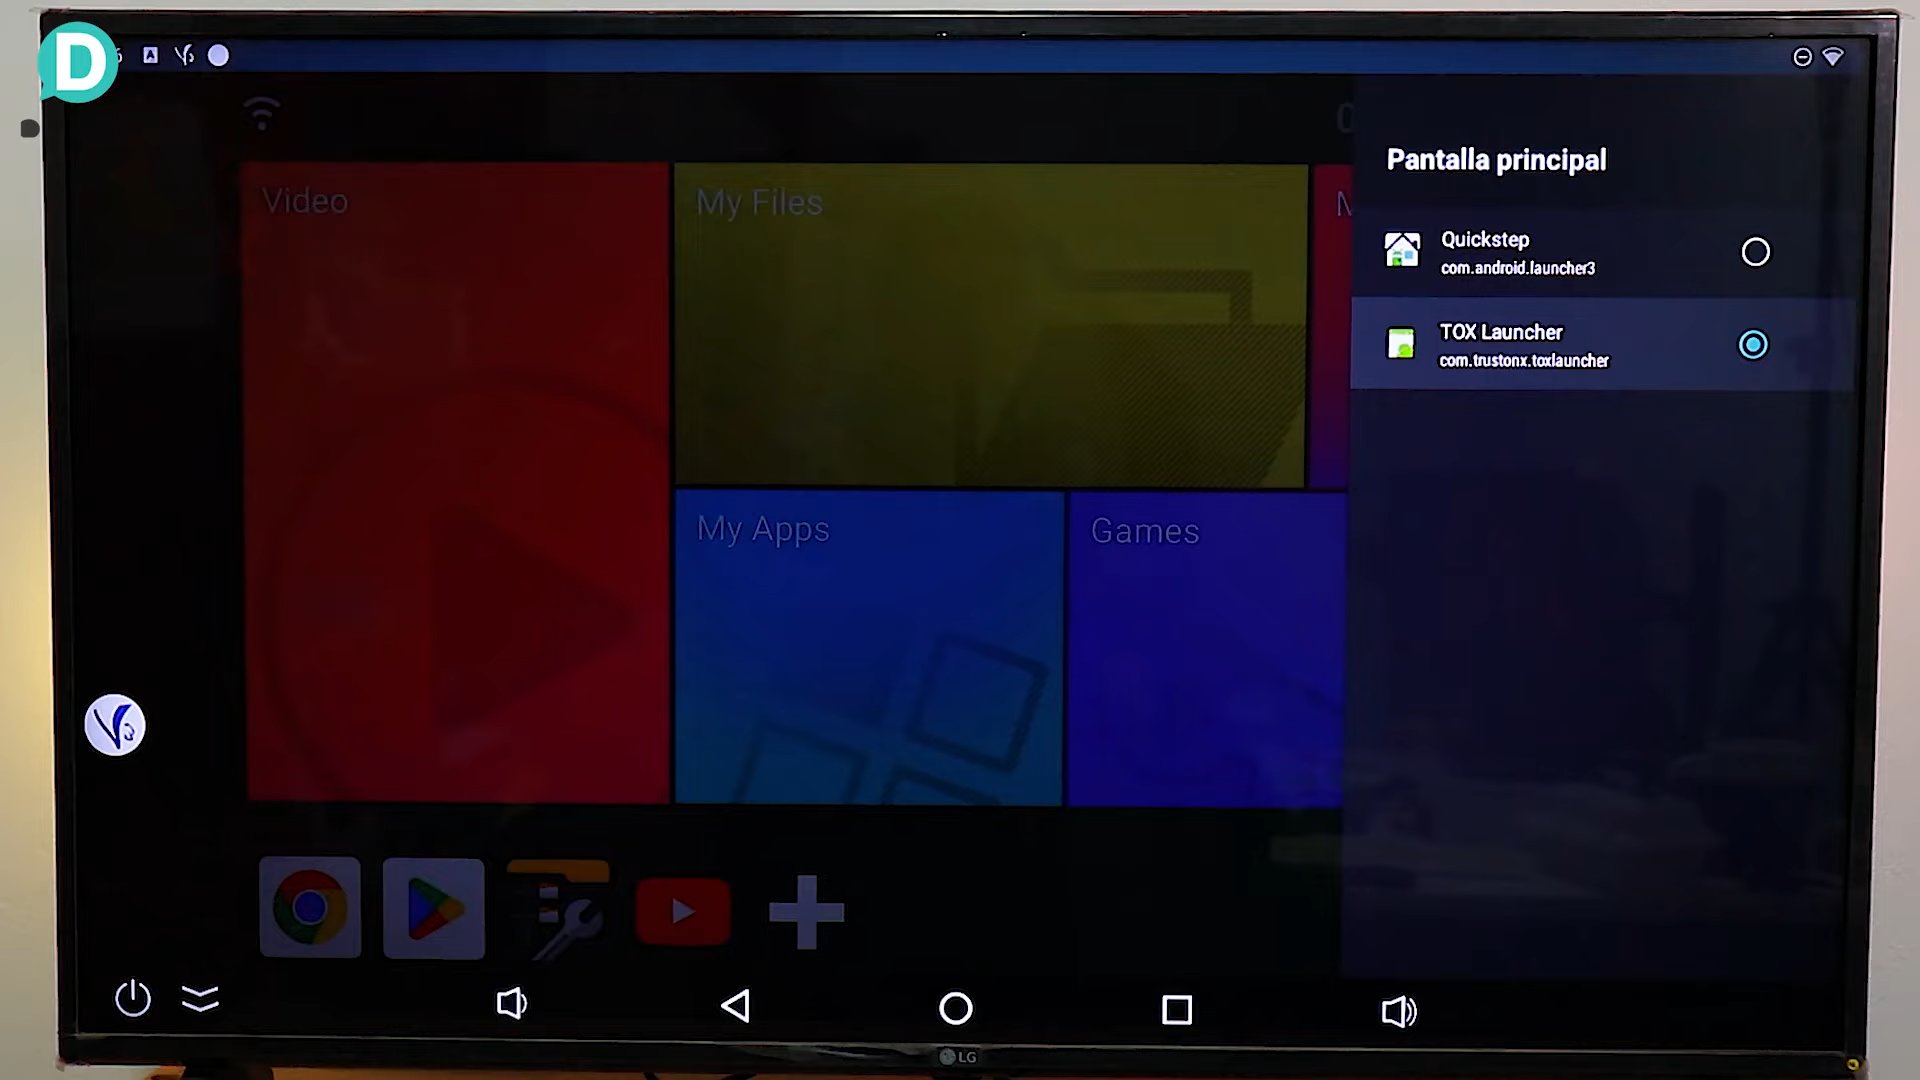 D
Pantalla principal
Video
My Files
M
Quickstep
com.android.launcher3
TOX Launcher
com.trustonx.toxlauncher
My Apps
Games
LG